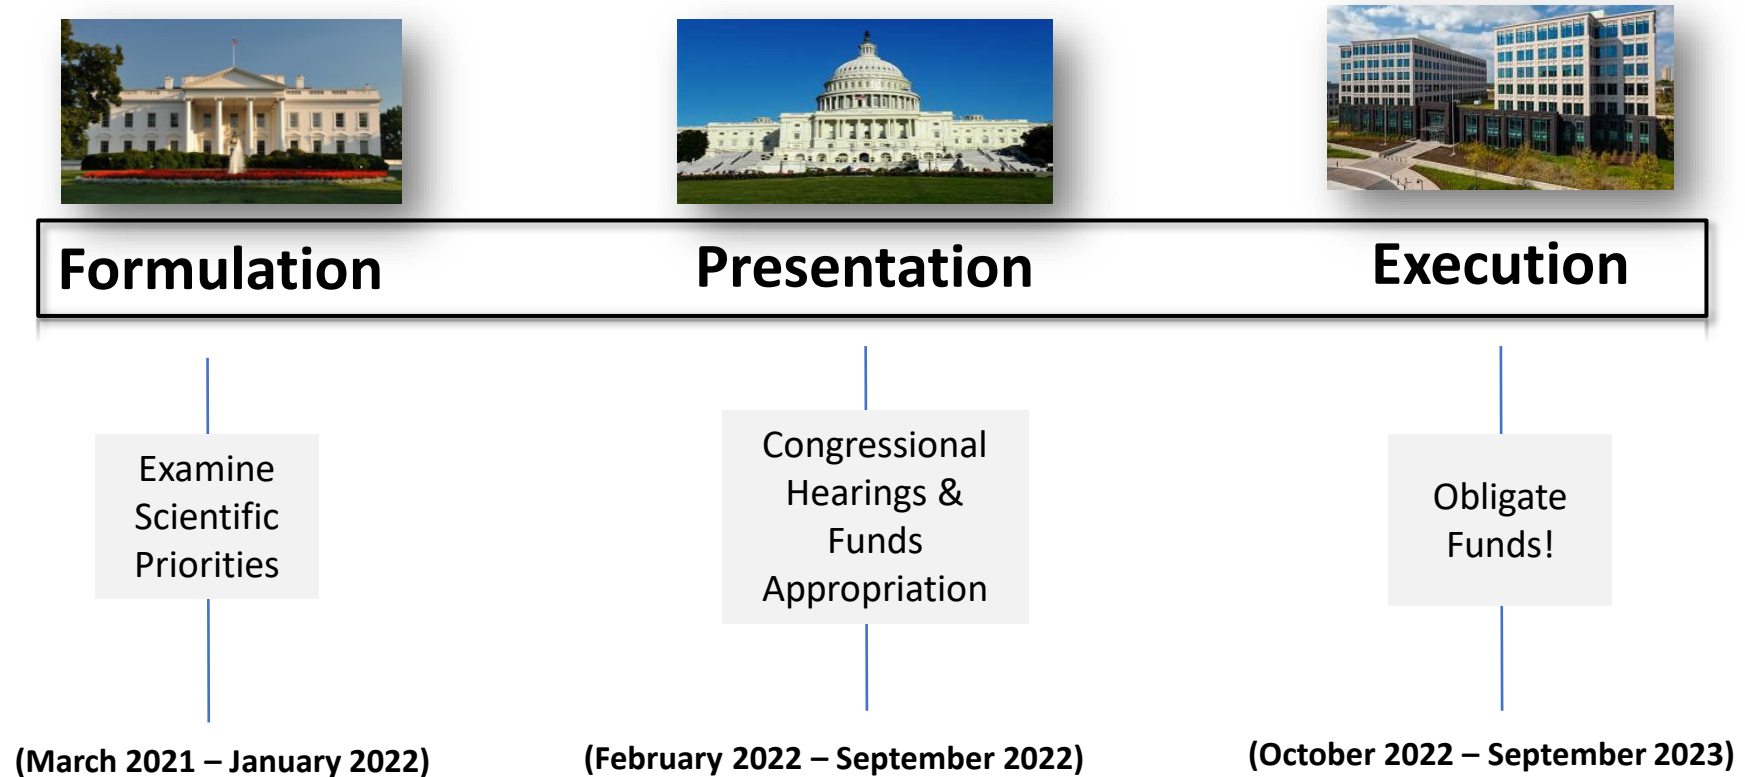 Formulation
Presentation
Execution
Examine
Scientific
Priorities
Congressional
Hearings &
Funds
Appropriation
Obligate
Funds!
(March 2021 – January 2022)
(February 2022 – September 2022)
(October 2022 – September 2023)